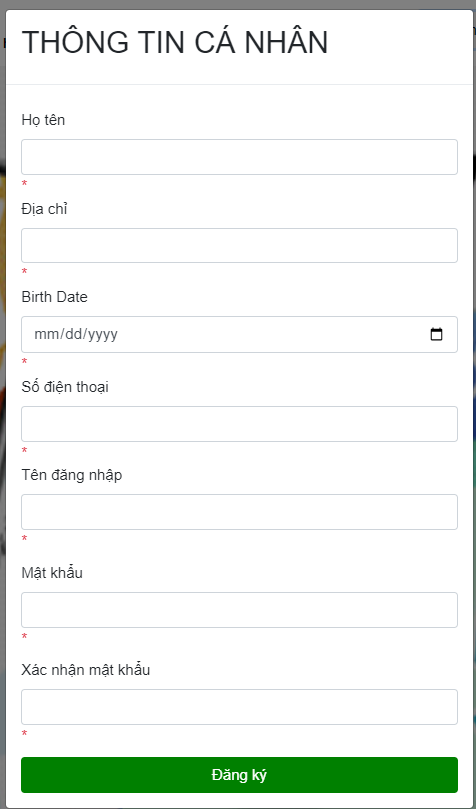 THÔNG TIN CÁ NHÂN
Họ tên
*
Địa chỉ
*
Birth Date
mm/dd/yyyy
*
Số điện thoại
*
Tên đăng nhập
*
Mật khẩu
*
Xác nhận mật khẩu
*
Đăng ký